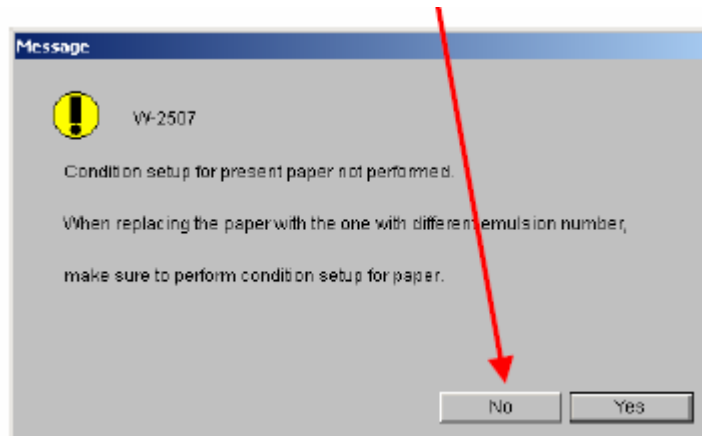 Message
W-2507
Condition setup for present paper not performed.
When replacing the paper with the one with different emulsion number,
make sure to perform condition setup for paper.
No Yes